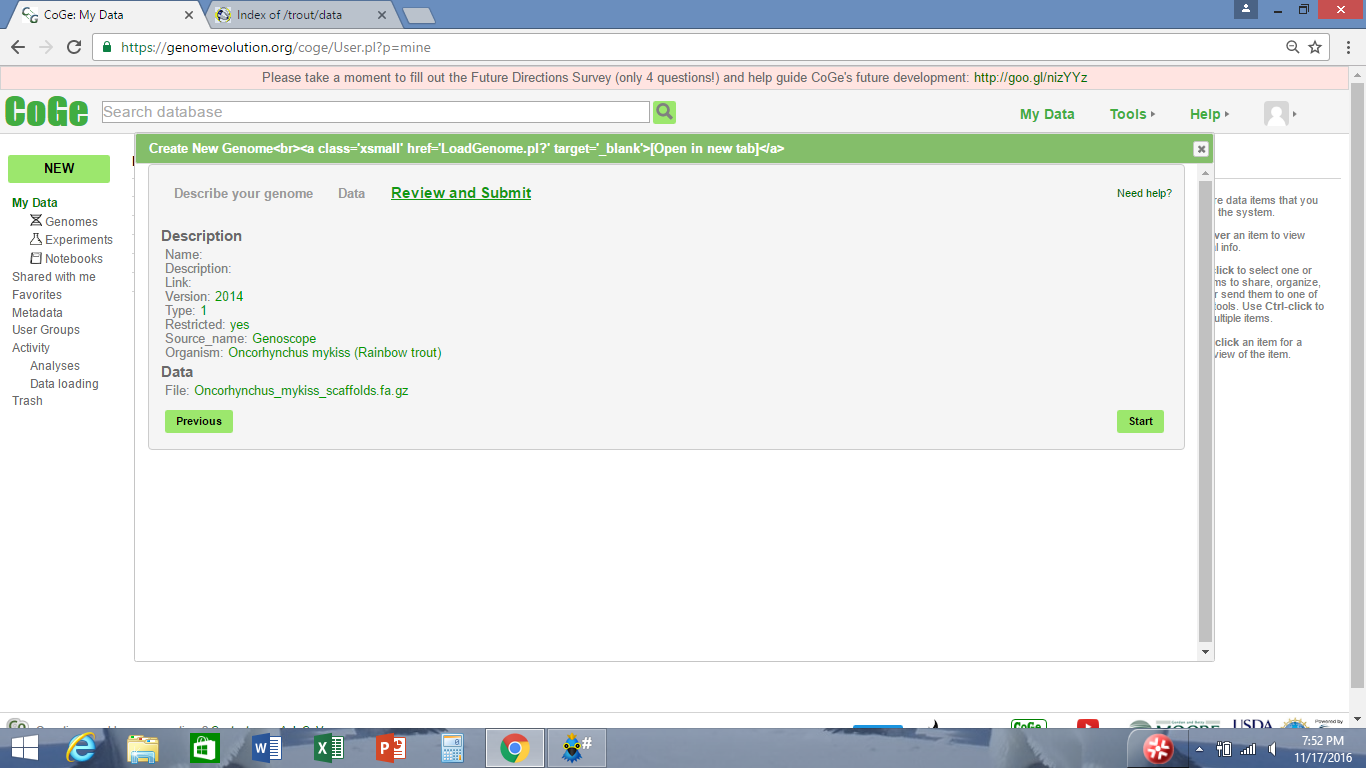 CoGe: My Data
Index of /trout/data
https://genomevolution.org/coge/User.pl?p=mine
Please take a moment to fill out the Future Directions Survey (only 4 questions!) and help guide CoGe's future development: http://goo.gl/nizYYz
CoGe
Search database
My Data
Tools
Help
NEW
My Data
Genomes
Experiments
Notebooks
Shared with me
Favorites
Metadata
User Groups
Activity
Analyses
Data loading
Trash
Create New Genome<br><a class='xsmall' href='LoadGenome.pl?' target='_blank'>[Open in new tab]</a>
Describe your genome
Data
Review and Submit
Need help?
Description
Name:
Description:
Link:
Version: 2014
Type: 1
Restricted: yes
Source_name: Genoscope
Organism: Oncorhynchus mykiss (Rainbow trout)
Data
File: Oncorhynchus_mykiss_scaffolds.fa.gz
Previous
Start
data items that you
the system.
an item to view
info.
to select one or
to share, organize,
send them to one of
tools. Use Ctrl-click to
items.
click an item for a
view of the item.
CoGe
MOORE
USDA
Powered by
7:52 PM
11/17/2016